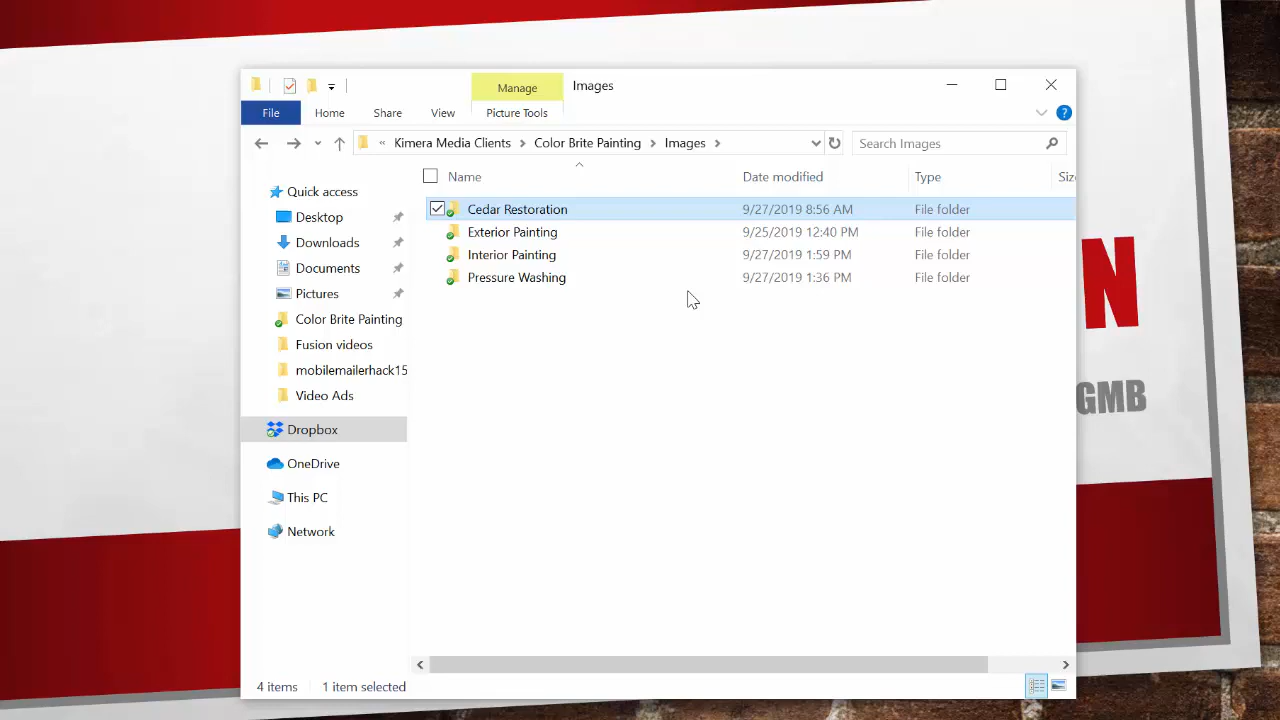 Manage
Images
File
Home
Share
View
Picture Tools
« Kimera Media Clients > Color Brite Painting > Images >
Search Images
Name
Date modified
Type
Siz
Quick access
Desktop
Downloads
Documents
Pictures
Color Brite Painting
Fusion videos
mobilemailerhack15
Video Ads
Dropbox
OneDrive
This PC
Network
Cedar Restoration 9/27/2019 8:56 AM File folder
Exterior Painting 9/25/2019 12:40 PM File folder
Interior Painting 9/27/2019 1:59 PM File folder
Pressure Washing 9/27/2019 1:36 PM File folder
N
GMB
4 items
1 item selected